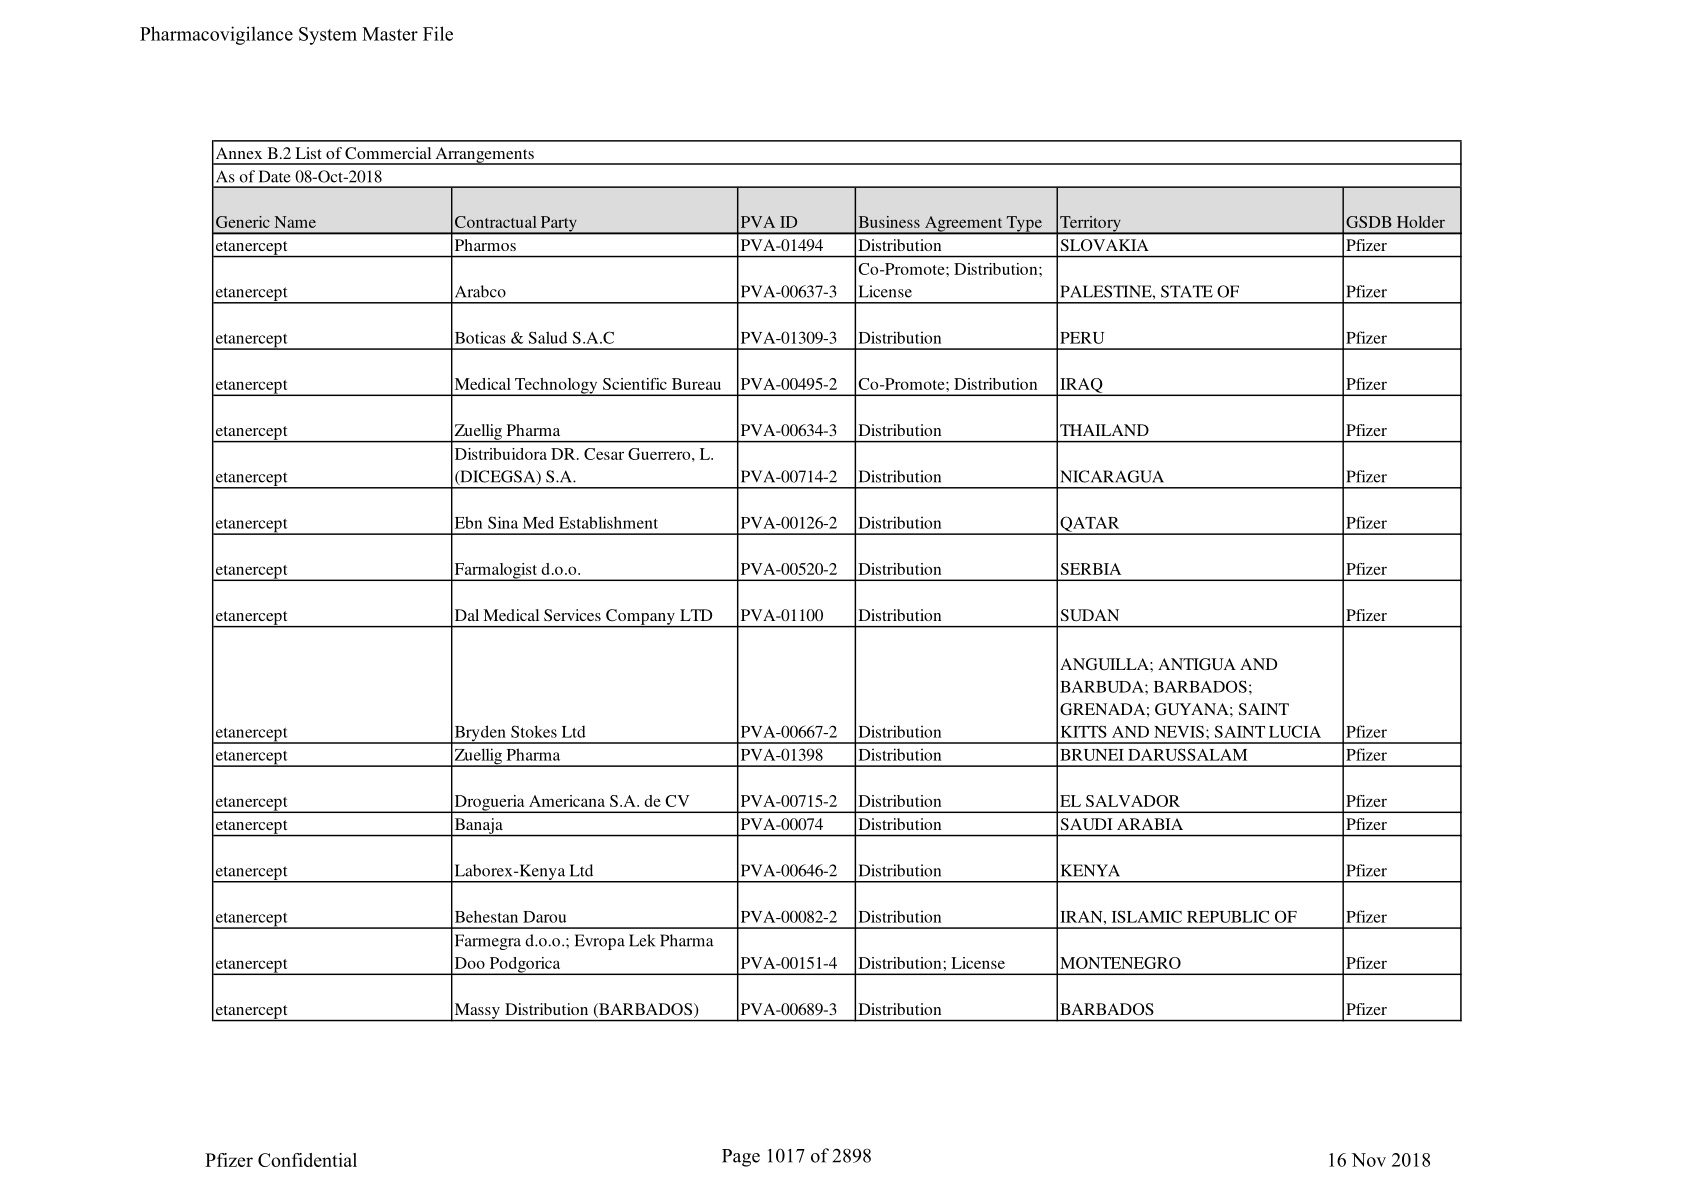 Pharmacovigilance System Master File
Annex B.2 List of Commercial Arrangements
As of Date 08-Oct-2018
Generic Name Contractual Party PVA ID Business Agreement Type Territory GSDB Holder
etanercept Pharmos PVA-01494 Distribution SLOVAKIA Pfizer
Co-Promote; Distribution;
etanercept Arabco PVA-00637-3 License PALESTINE, STATE OF Pfizer
etanercept Boticas & Salud S.A.C PVA-01309-3 Distribution PERU Pfizer
etanercept Medical Technology Scientific Bureau PVA-00495-2 Co-Promote; Distribution IRAQ Pfizer
etanercept Zuellig Pharma PVA-00634-3 Distribution THAILAND Pfizer
Distribuidora DR. Cesar Guerrero, L.
etanercept (DICEGSA) S.A. PVA-00714-2 Distribution NICARAGUA Pfizer
etanercept Ebn Sina Med Establishment PVA-00126-2 Distribution QATAR Pfizer
etanercept Farmalogist d.o.o. PVA-00520-2 Distribution SERBIA Pfizer
etanercept Dal Medical Services Company LTD PVA-01100 Distribution SUDAN Pfizer
ANGUILLA; ANTIGUA AND
BARBUDA; BARBADOS;
GRENADA; GUYANA; SAINT
etanercept Bryden Stokes Ltd PVA-00667-2 Distribution KITTS AND NEVIS; SAINT LUCIA Pfizer
etanercept Zuellig Pharma PVA-01398 Distribution BRUNEI DARUSSALAM Pfizer
etanercept Drogueria Americana S.A. de CV PVA-00715-2 Distribution EL SALVADOR Pfizer
etanercept Banaja PVA-00074 Distribution SAUDI ARABIA Pfizer
etanercept Laborex-Kenya Ltd PVA-00646-2 Distribution KENYA Pfizer
etanercept Behestan Darou PVA-00082-2 Distribution IRAN, ISLAMIC REPUBLIC OF Pfizer
Farmegra d.o.o.; Evropa Lek Pharma
etanercept Doo Podgorica PVA-00151-4 Distribution; License MONTENEGRO Pfizer
etanercept Massy Distribution (BARBADOS) PVA-00689-3 Distribution BARBADOS Pfizer
Pfizer Confidential Page 1017 of 2898 16 Nov 2018